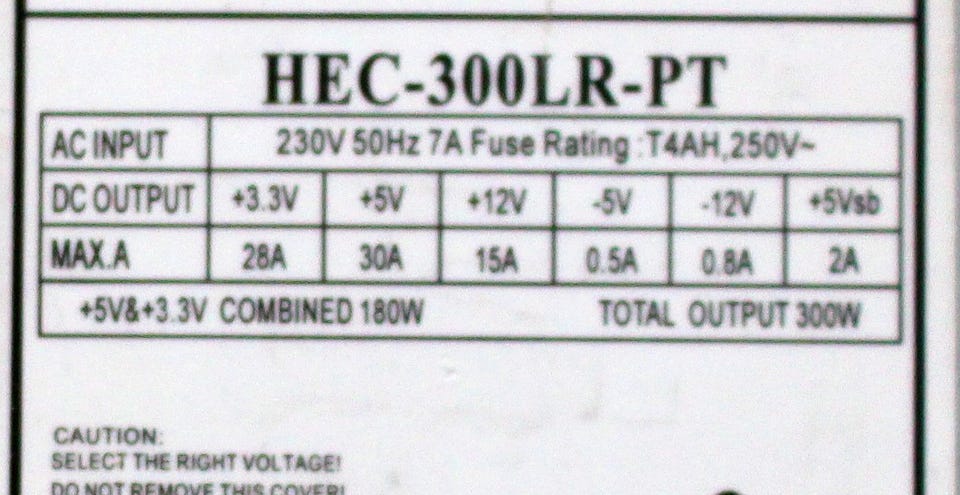 HEC-300LR-PT
AC INPUT 230V 50Hz 7A Fuse Rating :T4AH,250V~
DC OUTPUT +3.3V +5V +12V -5V -12V +5Vsb
MAX.A 28A 30A 15A 0.5A 0.8A 2A
+5V&+3.3V COMBINED 180W TOTAL OUTPUT 300W
CAUTION:
SELECT THE RIGHT VOLTAGE!
DO NOT REMOVE THIS COVER!